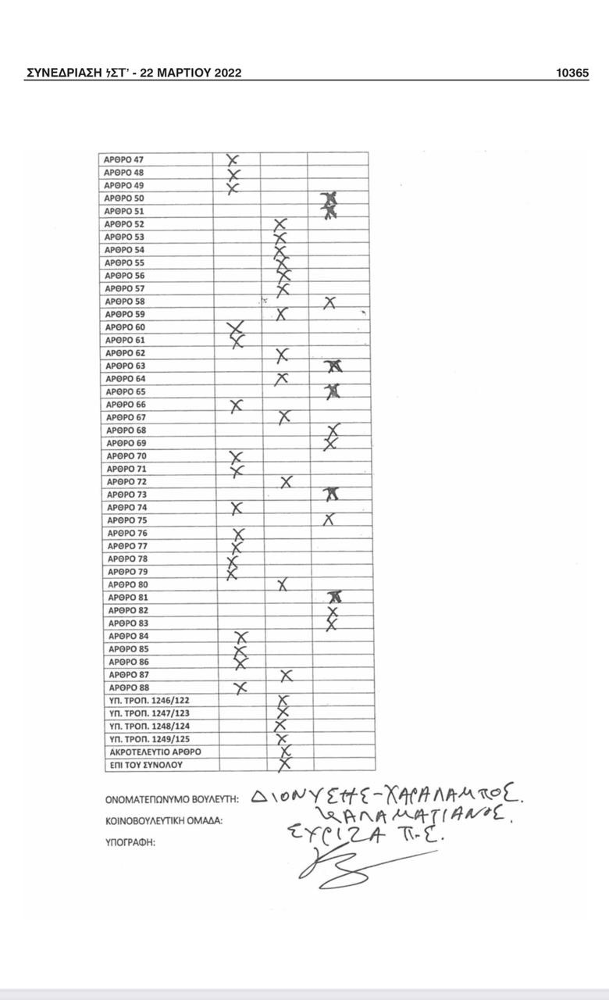 ΣΥΝΕΔΡΙΑΣΗ ϟΣΤ’ - 22 ΜΑΡΤΙΟΥ 2022 10365
ΑΡΘΡΟ 47 X
ΑΡΘΡΟ 48 X
ΑΡΘΡΟ 49 X
ΑΡΘΡΟ 50 X
ΑΡΘΡΟ 51 X
ΑΡΘΡΟ 52 X
ΑΡΘΡΟ 53 X
ΑΡΘΡΟ 54 X
ΑΡΘΡΟ 55 X
ΑΡΘΡΟ 56 X
ΑΡΘΡΟ 57 X
ΑΡΘΡΟ 58 X
ΑΡΘΡΟ 59 X
ΑΡΘΡΟ 60 X
ΑΡΘΡΟ 61 X
ΑΡΘΡΟ 62 X
ΑΡΘΡΟ 63 X
ΑΡΘΡΟ 64 X
ΑΡΘΡΟ 65 X
ΑΡΘΡΟ 66 X
ΑΡΘΡΟ 67 X
ΑΡΘΡΟ 68 X
ΑΡΘΡΟ 69 X
ΑΡΘΡΟ 70 X
ΑΡΘΡΟ 71 X
ΑΡΘΡΟ 72 X
ΑΡΘΡΟ 73 X
ΑΡΘΡΟ 74 X
ΑΡΘΡΟ 75 X
ΑΡΘΡΟ 76 X
ΑΡΘΡΟ 77 X
ΑΡΘΡΟ 78 X
ΑΡΘΡΟ 79 X
ΑΡΘΡΟ 80 X
ΑΡΘΡΟ 81 X
ΑΡΘΡΟ 82 X
ΑΡΘΡΟ 83 X
ΑΡΘΡΟ 84 X
ΑΡΘΡΟ 85 X
ΑΡΘΡΟ 86 X
ΑΡΘΡΟ 87 X
ΑΡΘΡΟ 88 X
ΥΠ. ΤΡΟΠ. 1246/122 X
ΥΠ. ΤΡΟΠ. 1247/123 X
ΥΠ. ΤΡΟΠ. 1248/124 X
ΥΠ. ΤΡΟΠ. 1249/125 X
ΑΚΡΟΤΕΛΕΥΤΙΟ ΑΡΘΡΟ X
ΕΠΙ ΤΟΥ ΣΥΝΟΛΟΥ X
ΟΝΟΜΑΤΕΠΩΝΥΜΟ ΒΟΥΛΕΥΤΗ: ΔΙΟΝΥΣΗΣ-ΧΑΡΑΛΑΜΠΟΣ
ΚΑΛΑΜΑΤΙΑΝΟΣ.
ΚΟΙΝΟΒΟΥΛΕΥΤΙΚΗ ΟΜΑΔΑ: ΣΥΡΙΖΑ Π.Σ.
ΥΠΟΓΡΑΦΗ: